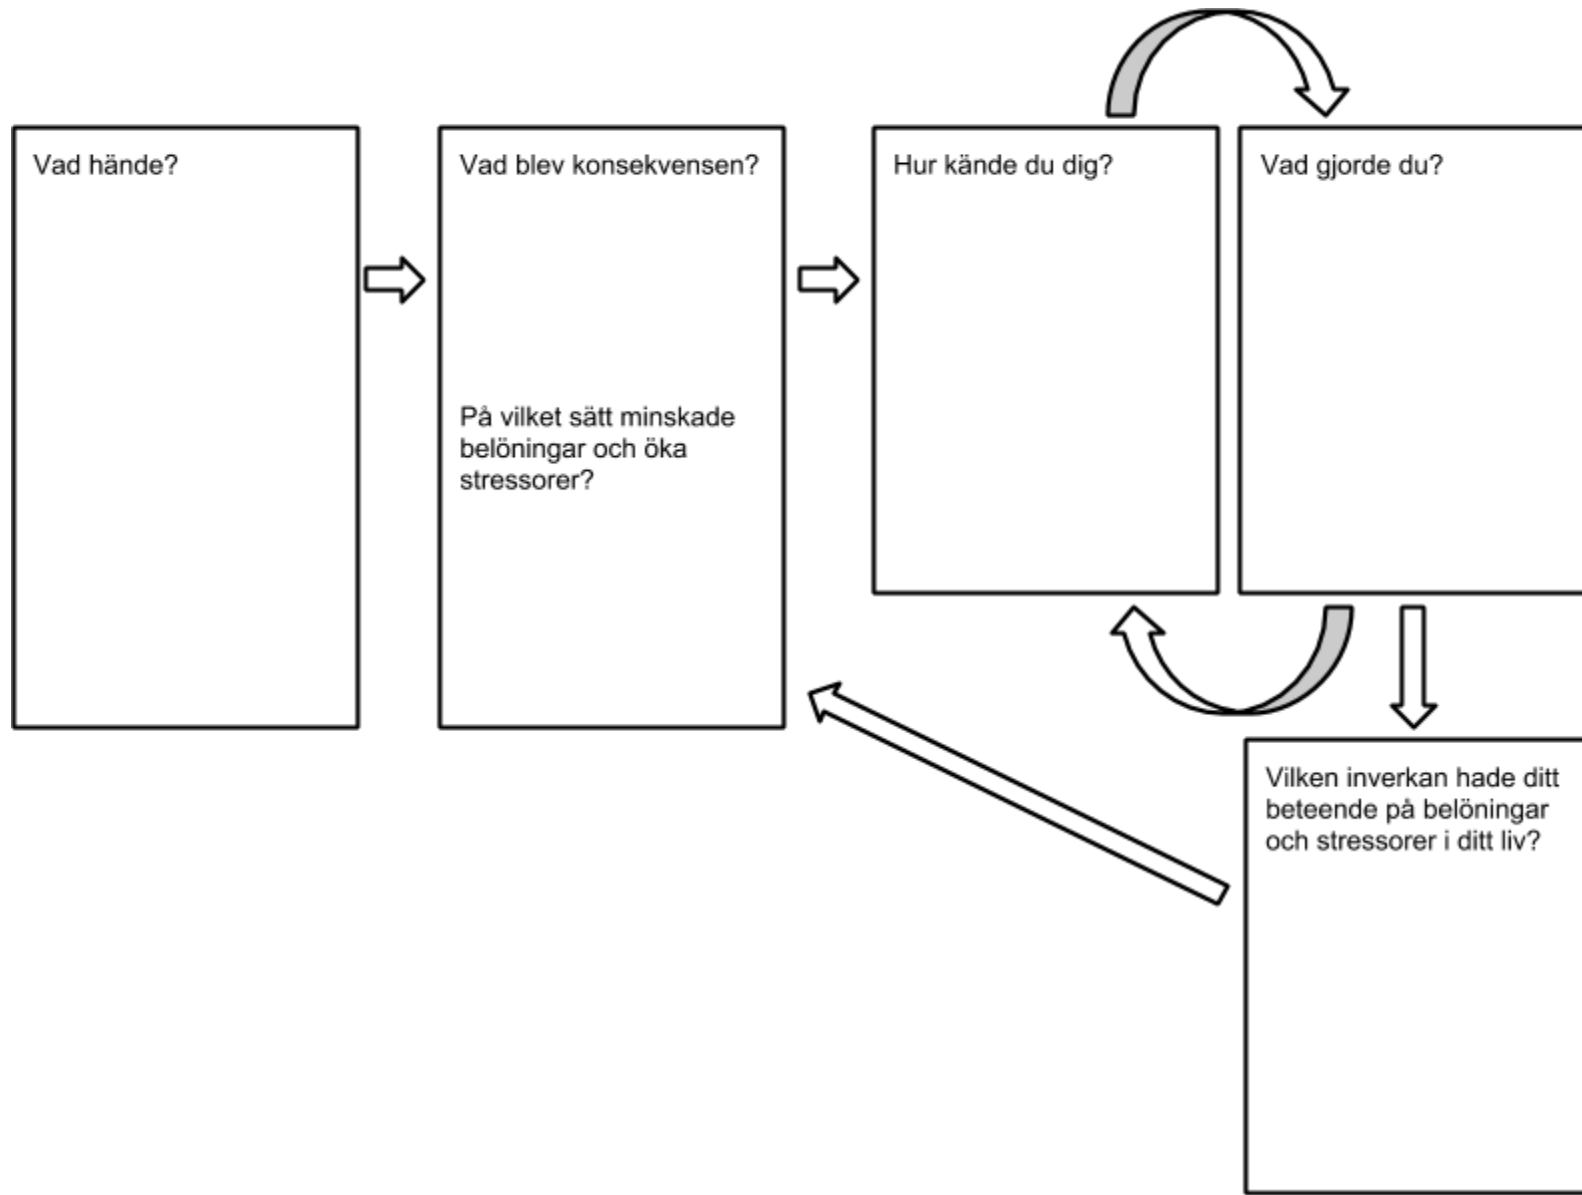 Vad hände?
Vad blev konsekvensen?
På vilket sätt minskade
belöningar och öka
stressorer?
Hur kände du dig?
Vad gjorde du?
Vilken inverkan hade ditt
beteende på belöningar
och stressorer i ditt liv?